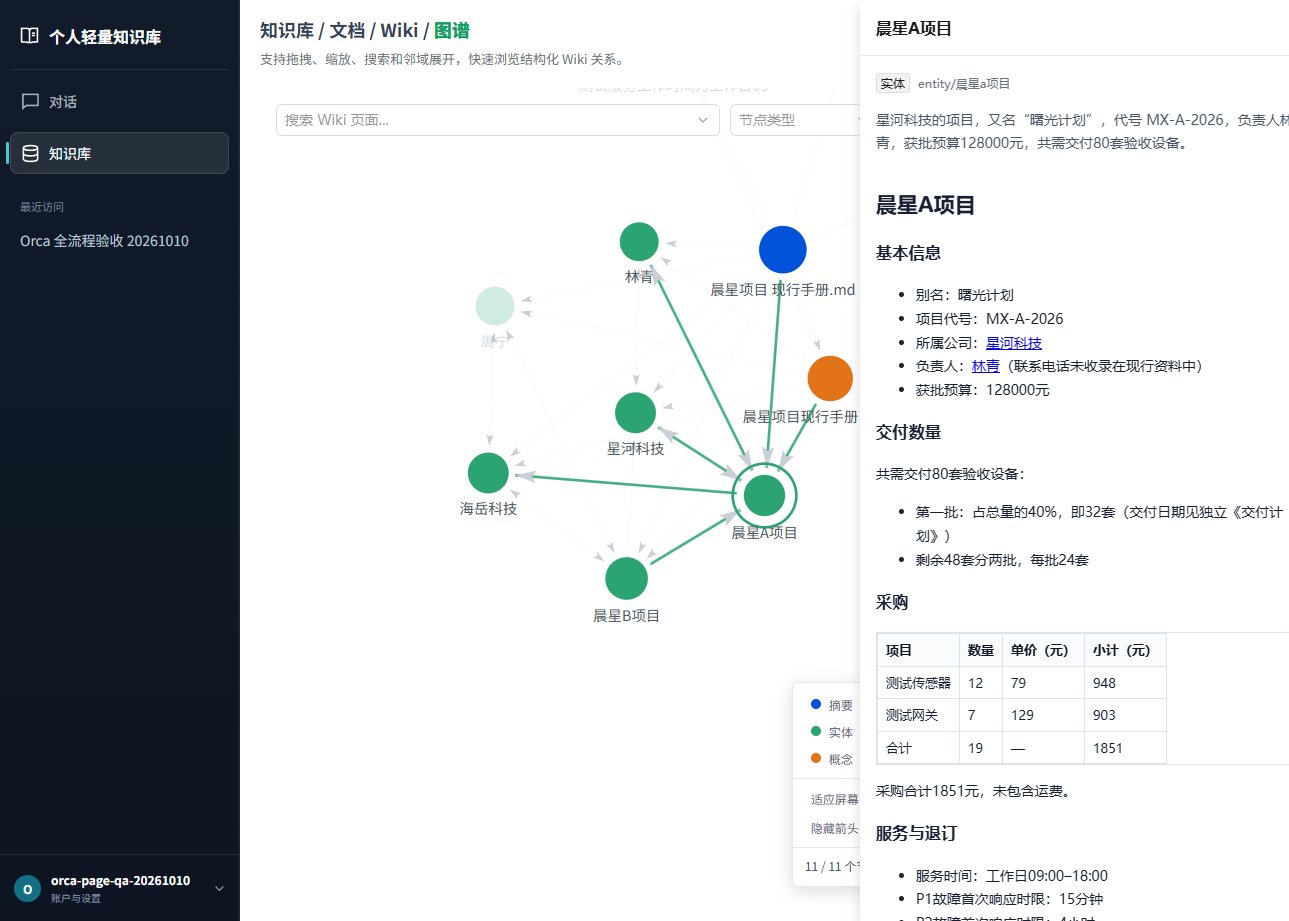 个人轻量知识库
对话
知识库
最近访问
Orca 全流程验收 20261010
O
orca-page-qa-20261010
账户与设置
知识库 / 文档 / Wiki / 图谱
支持拖拽、缩放、搜索和邻域展开，快速浏览结构化 Wiki 关系。
搜索 Wiki 页面...
节点类型
林青
晨星项目 现行手册.md
周宁
晨星项目现行手册
星河科技
海岳科技
晨星A项目
晨星B项目
摘要
实体
概念
适应屏幕
隐藏箭头
11 / 11 个
晨星A项目
实体
entity/晨星a项目
星河科技的项目，又名“曙光计划”，代号 MX-A-2026，负责人林
青，获批预算128000元，共需交付80套验收设备。
晨星A项目
基本信息
别名：曙光计划
项目代号：MX-A-2026
所属公司：星河科技
负责人：林青（联系电话未收录在现行资料中）
获批预算：128000元
交付数量
共需交付80套验收设备：
第一批：占总量的40%，即32套（交付日期见独立《交付计
划》）
剩余48套分两批，每批24套
采购
项目 数量 单价（元） 小计（元）
测试传感器 12 79 948
测试网关 7 129 903
合计 19 — 1851
采购合计1851元，未包含运费。
服务与退订
服务时间：工作日09:00–18:00
P1故障首次响应时限：15分钟